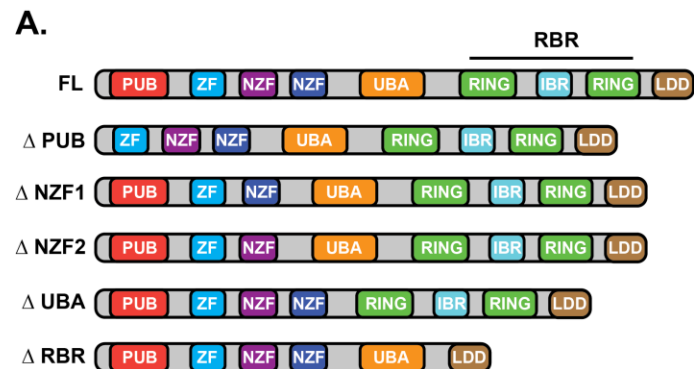 A.
RBR
FL PUB ZF NZF NZF UBA RING IBR RING LDD
Δ PUB ZF NZF NZF UBA RING IBR RING LDD
Δ NZF1 PUB ZF NZF UBA RING IBR RING LDD
Δ NZF2 PUB ZF NZF UBA RING IBR RING LDD
Δ UBA PUB ZF NZF NZF RING IBR RING LDD
Δ RBR PUB ZF NZF NZF UBA LDD